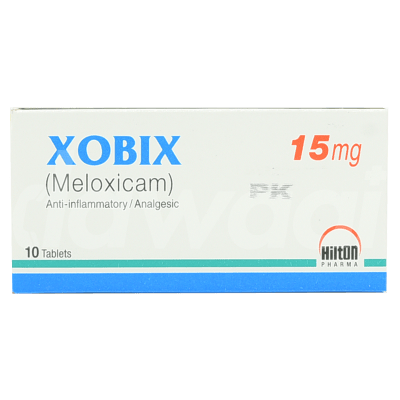 XOBIX
15mg
(Meloxicam)
PK
Anti-inflammatory / Analgesic
10 Tablets
HiltON
PHARMA